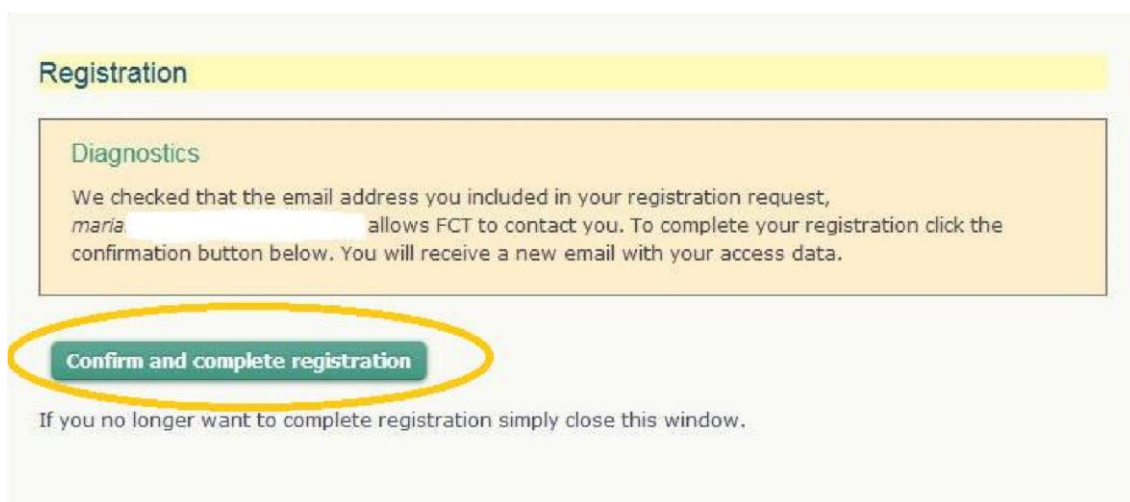 Registration
Diagnostics
We checked that the email address you included in your registration request,
maria allows FCT to contact you. To complete your registration click the
confirmation button below. You will receive a new email with your access data.
Confirm and complete registration
If you no longer want to complete registration simply close this window.